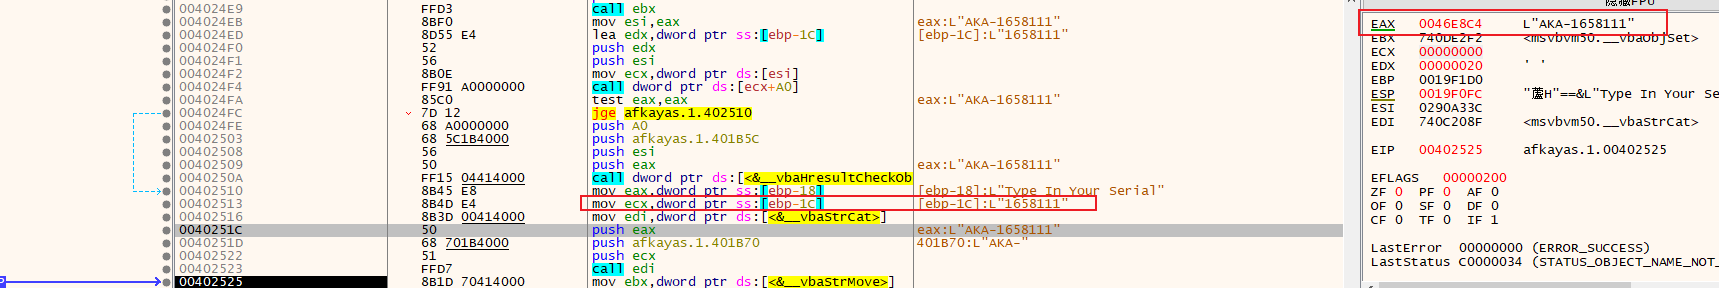 隐藏FPU
004024E9 FFD3 call ebx
004024EB 8BF0 mov esi,eax eax:L"AKA-1658111"
004024ED 8D55 E4 lea edx,dword ptr ss:[ebp-1C] [ebp-1C]:L"1658111"
004024F0 52 push edx
004024F1 56 push esi
004024F2 8B0E mov ecx,dword ptr ds:[esi]
004024F4 FF91 A0000000 call dword ptr ds:[ecx+A0]
004024FA 85C0 test eax,eax eax:L"AKA-1658111"
004024FC 7D 12 jge afkayas.1.402510
004024FE 68 A0000000 push A0
00402503 68 5C1B4000 push afkayas.1.401B5C
00402508 56 push esi
00402509 50 push eax eax:L"AKA-1658111"
0040250A FF15 04414000 call dword ptr ds:[<&__vbaHresultCheckOb
00402510 8B45 E8 mov eax,dword ptr ss:[ebp-18] [ebp-18]:L"Type In Your Serial"
00402513 8B4D E4 mov ecx,dword ptr ss:[ebp-1C] [ebp-1C]:L"1658111"
00402516 8B3D 00414000 mov edi,dword ptr ds:[<&__vbaStrCat>]
0040251C 50 push eax eax:L"AKA-1658111"
0040251D 68 701B4000 push afkayas.1.401B70 401B70:L"AKA-"
00402522 51 push ecx
00402523 FFD7 call edi
00402525 8B1D 70414000 mov ebx,dword ptr ds:[<&__vbaStrMove>]
EAX 0046E8C4 L"AKA-1658111"
EBX 740DE2F2 <msvbvm50.__vbaObjSet>
ECX 00000000
EDX 00000020 ' '
EBP 0019F1D0
ESP 0019F0FC H"==&L"Type In Your Se
ESI 0290A33C
EDI 740C208F <msvbvm50.__vbaStrCat>
EIP 00402525 afkayas.1.00402525
EFLAGS 00000200
ZF 0 PF 0 AF 0
OF 0 SF 0 DF 0
CF 0 TF 0 IF 1
LastError 00000000 (ERROR_SUCCESS)
LastStatus C0000034 (STATUS_OBJECT_NAME_NOT_